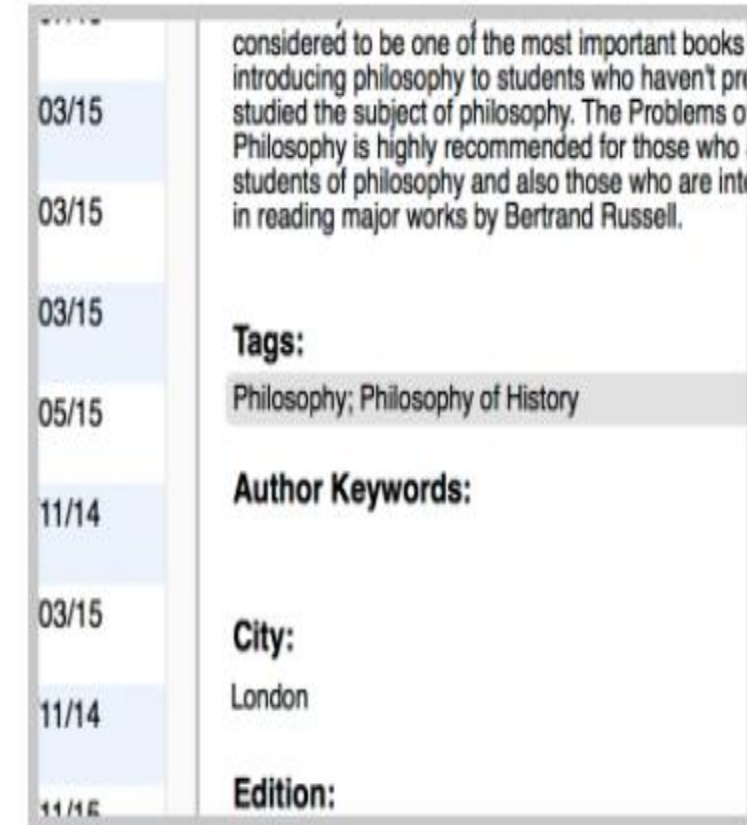 03/15
03/15
03/15
05/15
11/14
03/15
11/14
considered to be one of the most important books
introducing philosophy to students who haven't pre
studied the subject of philosophy. The Problems o
Philosophy is highly recommended for those who
students of philosophy and also those who are inte
in reading major works by Bertrand Russell.
Tags:
Philosophy; Philosophy of History
Author Keywords:
City:
London
Edition: